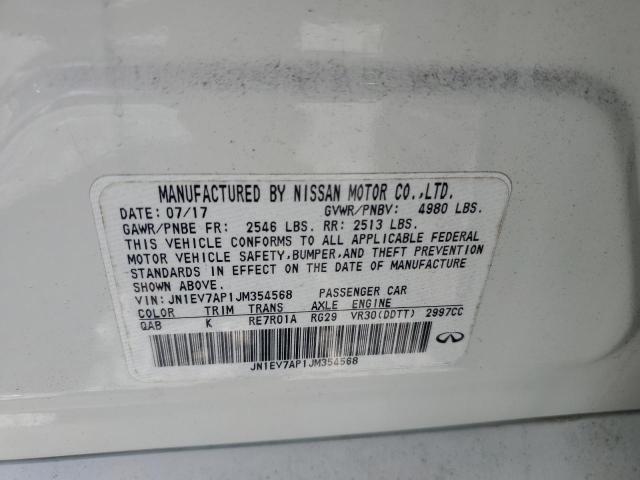 MANUFACTURED BY NISSAN MOTOR CO.,LTD.
DATE: 07/17 GVWR/PNBV: 4980 LBS.
GAWR/PNBE FR: 2546 LBS. RR: 2513 LBS.
THIS VEHICLE CONFORMS TO ALL APPLICABLE FEDERAL
MOTOR VEHICLE SAFETY,BUMPER,AND THEFT PREVENTION
STANDARDS IN EFFECT ON THE DATE OF MANUFACTURE
SHOWN ABOVE.
VIN: JN1EV7AP1JM354568 PASSENGER CAR
COLOR TRIM TRANS AXLE ENGINE
QAB K RE7R01A RG29 VR30(DDTT) 2997CC
JN1EV7AP1JM354568